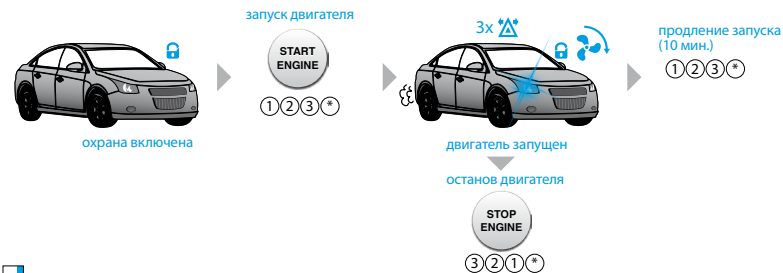 запуск двигателя
START
ENGINE
123*
охрана включена
3x
двигатель запущен
продление запуска
(10 мин.)
123*
останов двигателя
STOP
ENGINE
321*